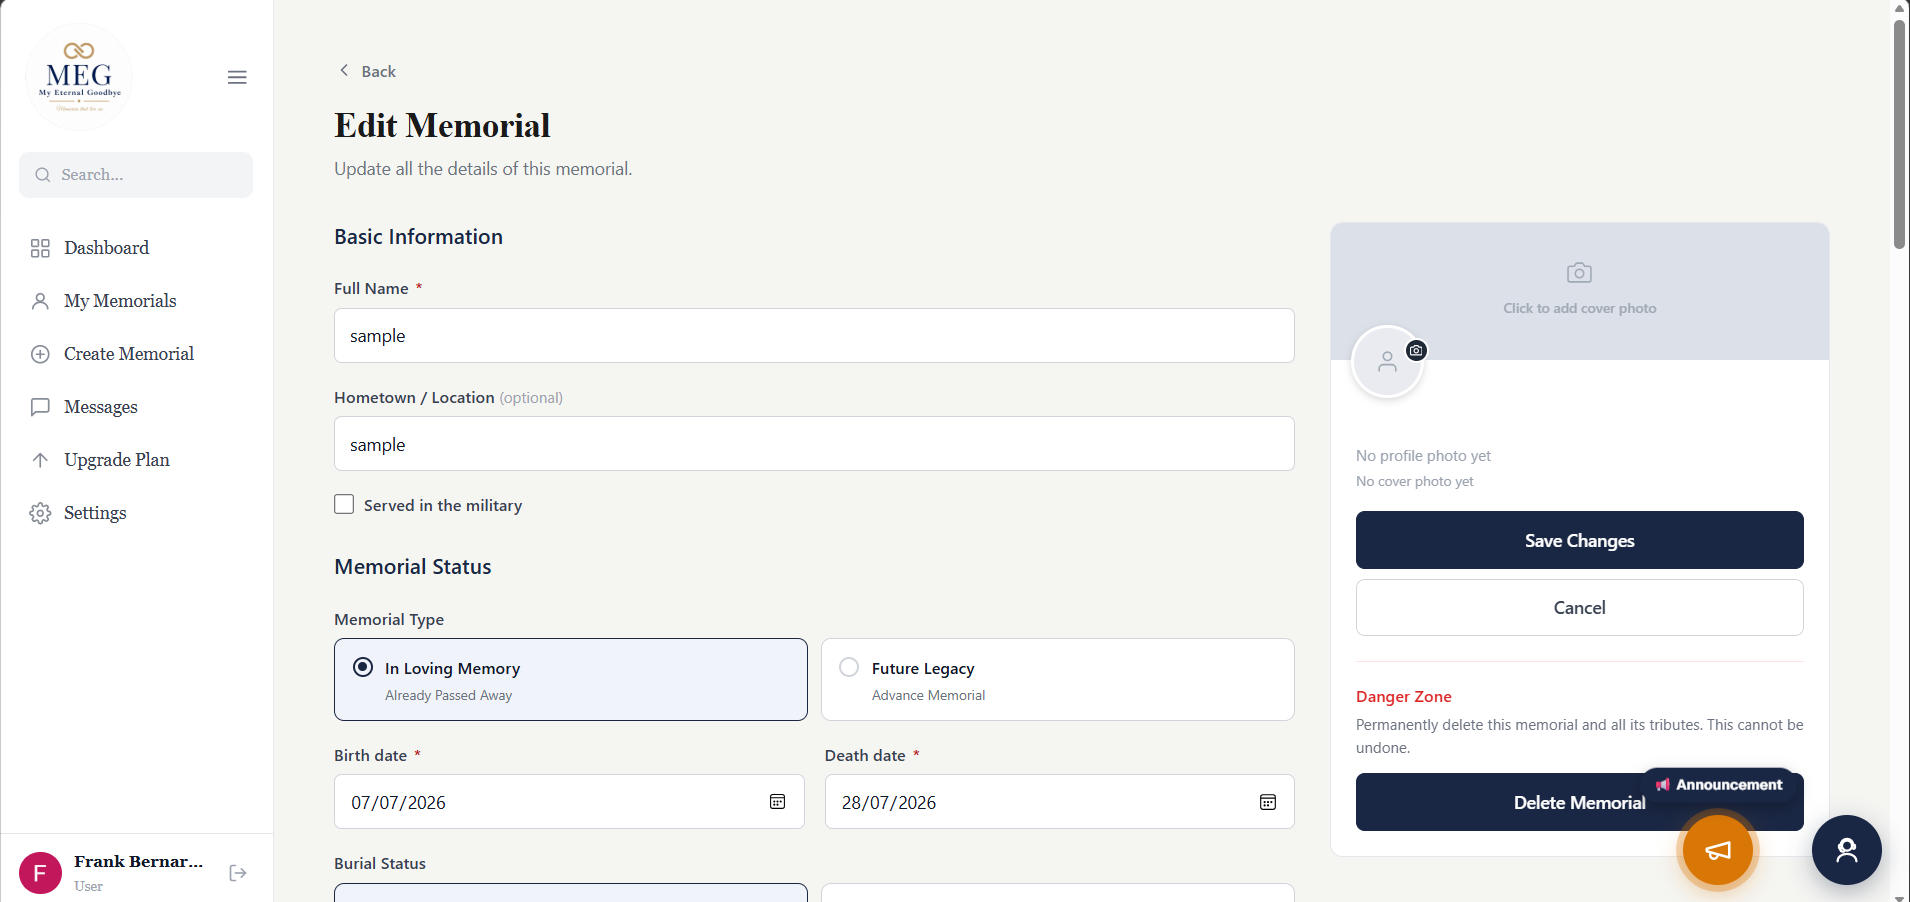 MEG
My Eternal Goodbye
Search...
Dashboard
My Memorials
Create Memorial
Messages
Upgrade Plan
Settings
F
Frank Bernar...
User
Back
Edit Memorial
Update all the details of this memorial.
Basic Information
Full Name *
sample
Hometown / Location (optional)
sample
Served in the military
Memorial Status
Memorial Type
In Loving Memory
Already Passed Away
Future Legacy
Advance Memorial
Birth date *
Death date *
07/07/2026
28/07/2026
Burial Status
Click to add cover photo
No profile photo yet
No cover photo yet
Save Changes
Cancel
Danger Zone
Permanently delete this memorial and all its tributes. This cannot be
undone.
Announcement
Delete Memorial